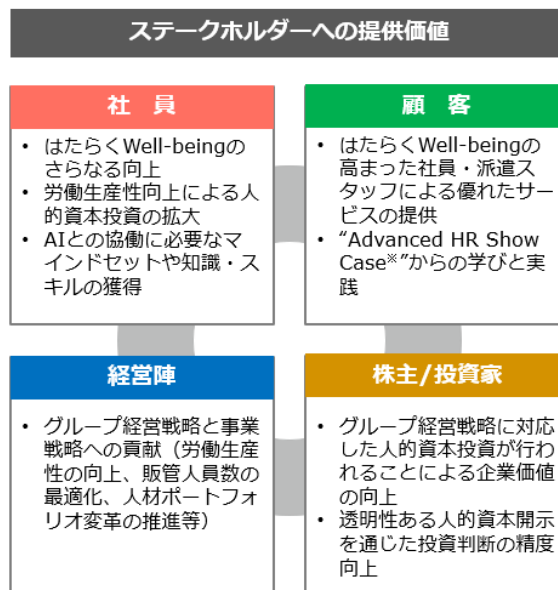 ステークホルダーへの提供価値
社 員
• はたらくWell-beingの
さらなる向上
• 労働生産性向上による人
的資本投資の拡大
• AIとの協働に必要なマ
インドセットや知識・ス
キルの獲得
顧 客
• はたらくWell-beingの
高まった社員・派遣ス
タッフによる優れたサー
ビスの提供
• “Advanced HR Show
Case※”からの学びと実
践
経営陣
• グループ経営戦略と事業
戦略への貢献（労働生産
性の向上、販管人員数の
最適化、人材ポートフォ
リオ変革の推進等）
株主/投資家
• グループ経営戦略に対応
した人的資本投資が行わ
れることによる企業価値
の向上
• 透明性ある人的資本開示
を通じた投資判断の精度
向上